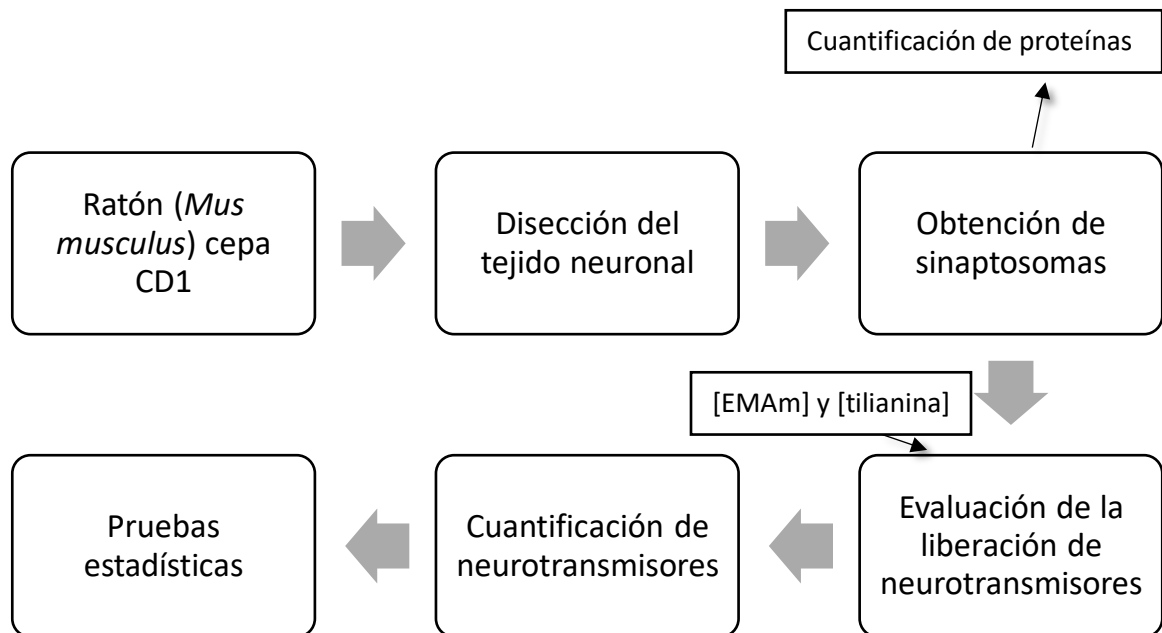 Cuantificación de proteínas
Ratón (Mus
musculus) cepa
CD1
Disección del
tejido neuronal
Obtención de
sinaptosomas
[EMAm] y [tilianina]
Evaluación de la
liberación de
neurotransmisores
Cuantificación de
neurotransmisores
Pruebas
estadísticas